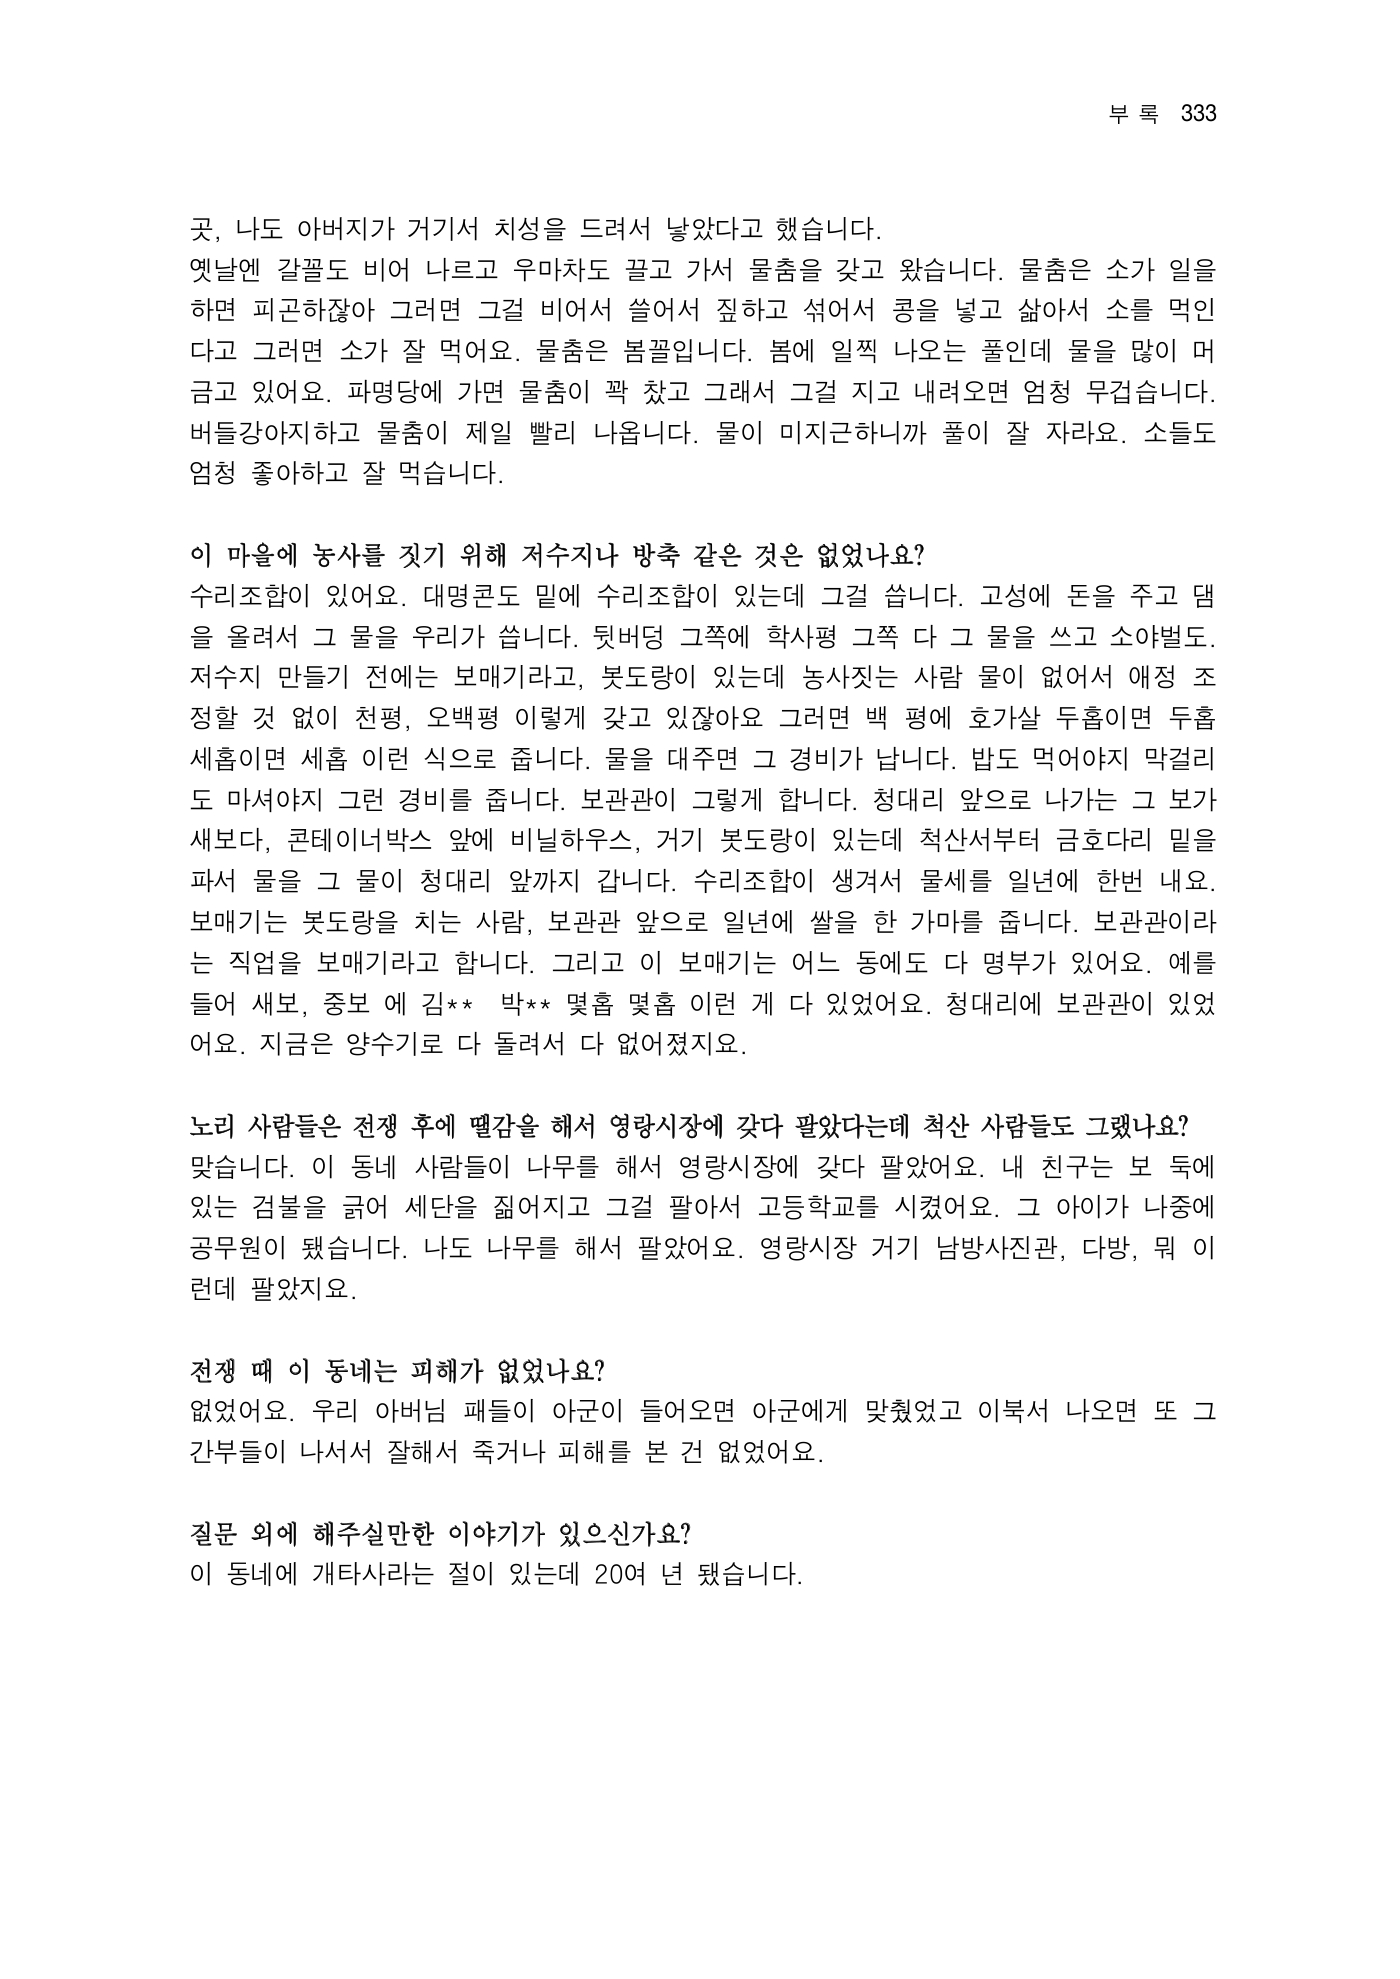 부 록 333
곳, 나도 아버지가 거기서 치성을 드려서 낳았다고 했습니다.
옛날엔 갈꼴도 비어 나르고 우마차도 끌고 가서 물춤을 갖고 왔습니다. 물춤은 소가 일을
하면 피곤하잖아 그러면 그걸 비어서 쓸어서 짚하고 섞어서 콩을 넣고 삶아서 소를 먹인
다고 그러면 소가 잘 먹어요. 물춤은 봄꼴입니다. 봄에 일찍 나오는 풀인데 물을 많이 머
금고 있어요. 파명당에 가면 물춤이 꽉 찼고 그래서 그걸 지고 내려오면 엄청 무겁습니다.
버들강아지하고 물춤이 제일 빨리 나옵니다. 물이 미지근하니까 풀이 잘 자라요. 소들도
엄청 좋아하고 잘 먹습니다.
이 마을에 농사를 짓기 위해 저수지나 방축 같은 것은 없었나요?
수리조합이 있어요. 대명콘도 밑에 수리조합이 있는데 그걸 씁니다. 고성에 돈을 주고 댐
을 올려서 그 물을 우리가 씁니다. 뒷버덩 그쪽에 학사평 그쪽 다 그 물을 쓰고 소야벌도.
저수지 만들기 전에는 보매기라고, 봇도랑이 있는데 농사짓는 사람 물이 없어서 애정 조
정할 것 없이 천평, 오백평 이렇게 갖고 있잖아요 그러면 백 평에 호가살 두홉이면 두홉
세홉이면 세홉 이런 식으로 줍니다. 물을 대주면 그 경비가 납니다. 밥도 먹어야지 막걸리
도 마셔야지 그런 경비를 줍니다. 보관관이 그렇게 합니다. 청대리 앞으로 나가는 그 보가
새보다, 콘테이너박스 앞에 비닐하우스, 거기 봇도랑이 있는데 척산서부터 금호다리 밑을
파서 물을 그 물이 청대리 앞까지 갑니다. 수리조합이 생겨서 물세를 일년에 한번 내요.
보매기는 봇도랑을 치는 사람, 보관관 앞으로 일년에 쌀을 한 가마를 줍니다. 보관관이라
는 직업을 보매기라고 합니다. 그리고 이 보매기는 어느 동에도 다 명부가 있어요. 예를
들어 새보, 중보 에 김** 박** 몇홉 몇홉 이런 게 다 있었어요. 청대리에 보관관이 있었
어요. 지금은 양수기로 다 돌려서 다 없어졌지요.
노리 사람들은 전쟁 후에 땔감을 해서 영랑시장에 갖다 팔았다는데 척산 사람들도 그랬나요?
맞습니다. 이 동네 사람들이 나무를 해서 영랑시장에 갖다 팔았어요. 내 친구는 보 둑에
있는 검불을 긁어 세단을 짊어지고 그걸 팔아서 고등학교를 시켰어요. 그 아이가 나중에
공무원이 됐습니다. 나도 나무를 해서 팔았어요. 영랑시장 거기 남방사진관, 다방, 뭐 이
런데 팔았지요.
전쟁 때 이 동네는 피해가 없었나요?
없었어요. 우리 아버님 패들이 아군이 들어오면 아군에게 맞췄었고 이북서 나오면 또 그
간부들이 나서서 잘해서 죽거나 피해를 본 건 없었어요.
질문 외에 해주실만한 이야기가 있으신가요?
이 동네에 개타사라는 절이 있는데 20여 년 됐습니다.